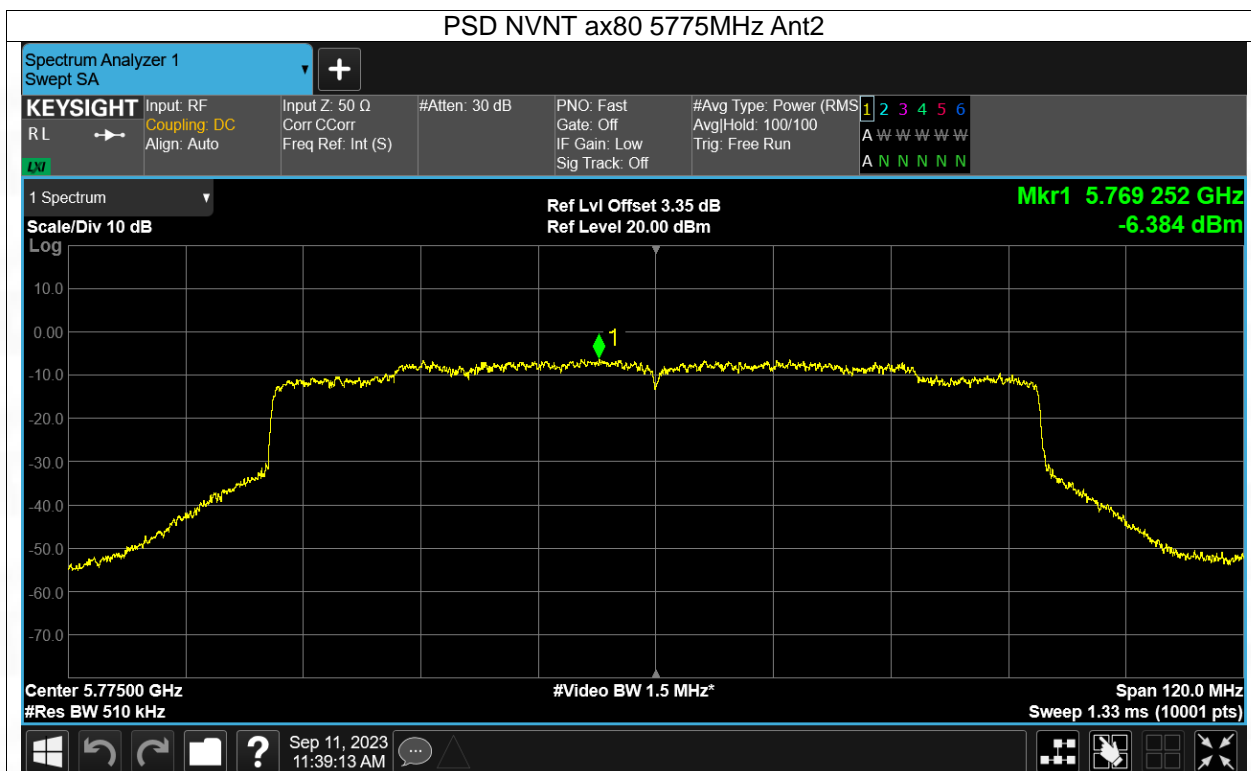 PSD NVNT ax80 5775MHz Ant2
Spectrum Analyzer 1
Swept SA
KEYSIGHT
R L
LXI
Input: RF
Coupling: DC
Align: Auto
Input Z: 50 Ω
Corr CCorr
Freq Ref: Int (S)
#Atten: 30 dB
PNO: Fast
Gate: Off
IF Gain: Low
Sig Track: Off
#Avg Type: Power (RMS
Avg|Hold: 100/100
Trig: Free Run
1 2 3 4 5 6
A W W W W W
A N N N N N
1 Spectrum
Scale/Div 10 dB
Ref Lvl Offset 3.35 dB
Ref Level 20.00 dBm
Mkr1 5.769 252 GHz
-6.384 dBm
Log
10.0
0.00
-10.0
-20.0
-30.0
-40.0
-50.0
-60.0
-70.0
1
Center 5.77500 GHz
#Res BW 510 kHz
#Video BW 1.5 MHz*
Span 120.0 MHz
Sweep 1.33 ms (10001 pts)
?
Sep 11, 2023
11:39:13 AM